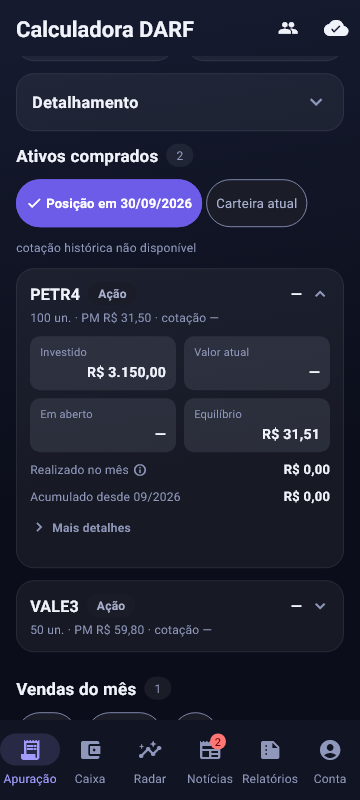 Calculadora DARF
Detalhamento
Ativos comprados 2
Posição em 30/09/2026 Carteira atual
cotação histórica não disponível
PETR4 Ação —
100 un. · PM R$ 31,50 · cotação —
Investido Valor atual
R$ 3.150,00 —
Em aberto Equilíbrio
— R$ 31,51
Realizado no mês R$ 0,00
Acumulado desde 09/2026 R$ 0,00
Mais detalhes
VALE3 Ação —
50 un. · PM R$ 59,80 · cotação —
Vendas do mês 1
2
Apuração Caixa Radar Notícias Relatórios Conta